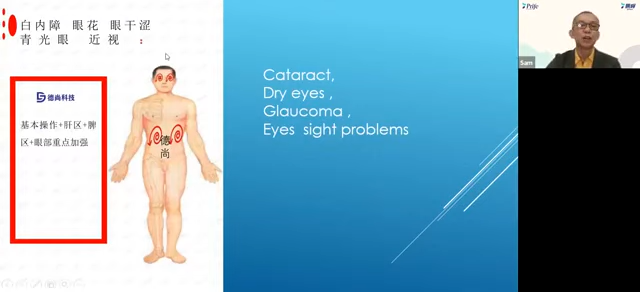 白内障 眼花 眼干涩
青光眼 近视 :
德尚科技
基本操作+肝区+脾
区+眼部重点加强
德
尚
Cataract,
Dry eyes ,
Glaucoma ,
Eyes sight problems
Prife
Sam